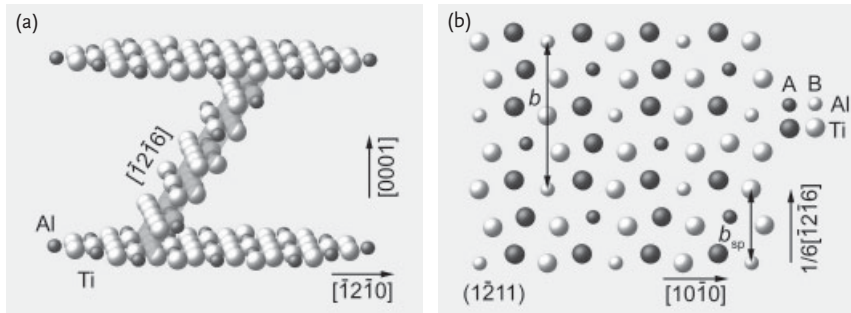 (a)
[1̄21̄6]
[0001]
Al
Ti
[1̄21̄0]
(b)
b
A B
Al
Ti
bsp
1/6[1̄21̄6]
(12̄11)
[101̄0]